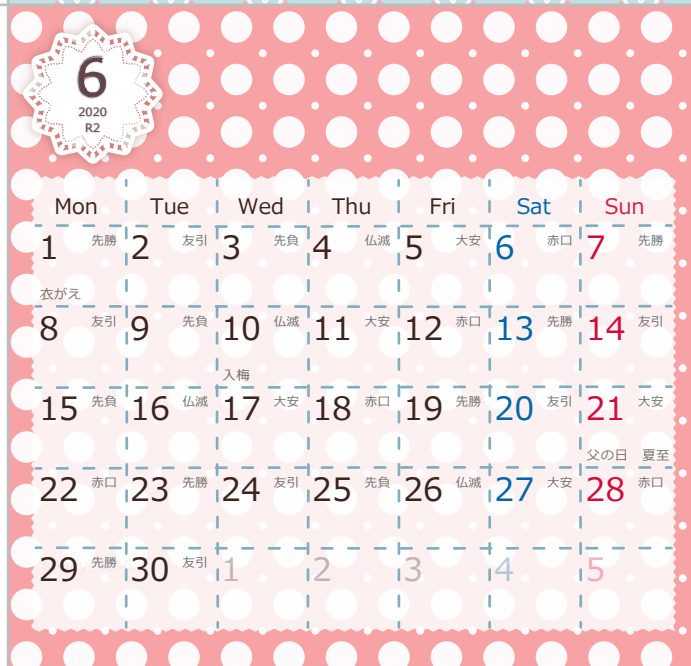 6
2020
R2
Mon Tue Wed Thu Fri Sat Sun
1 先勝 2 友引 3 先負 4 仏滅 5 大安 6 赤口 7 先勝
衣がえ
8 友引 9 先負 10 仏滅 11 大安 12 赤口 13 先勝 14 友引
入梅
15 先負 16 仏滅 17 大安 18 赤口 19 先勝 20 友引 21 大安
父の日 夏至
22 赤口 23 先勝 24 友引 25 先負 26 仏滅 27 大安 28 赤口
29 先勝 30 友引 1 2 3 4 5